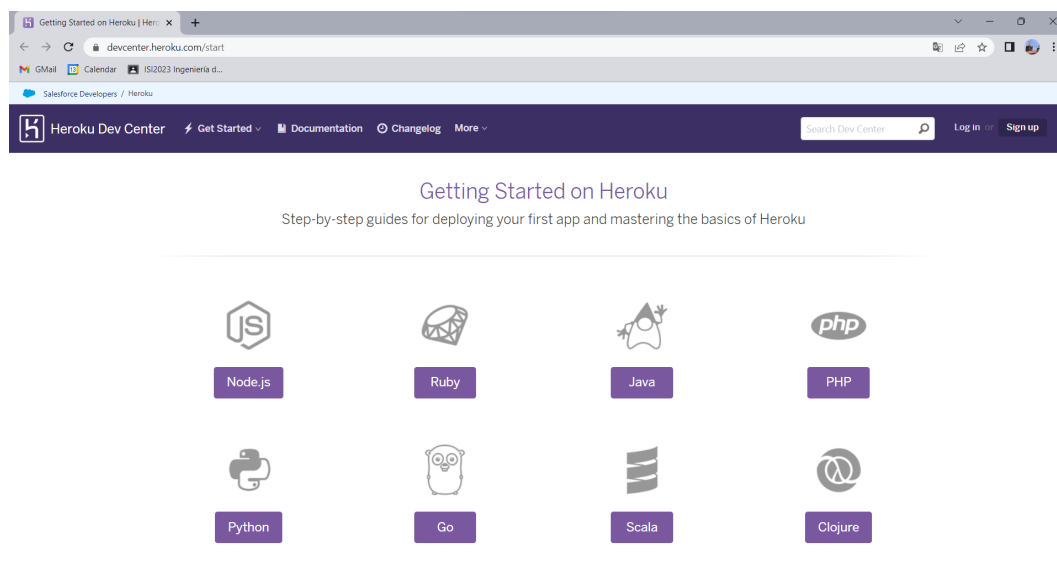 Getting Started on Heroku | Hero
devcenter.heroku.com/start
GMail 13 Calendar ISI2023 Ingeniería d...
Salesforce Developers / Heroku
Heroku Dev Center Get Started Documentation Changelog More Search Dev Center Log in or Sign up
Getting Started on Heroku
Step-by-step guides for deploying your first app and mastering the basics of Heroku
JS php
Node.js Ruby Java PHP
Python Go Scala Clojure